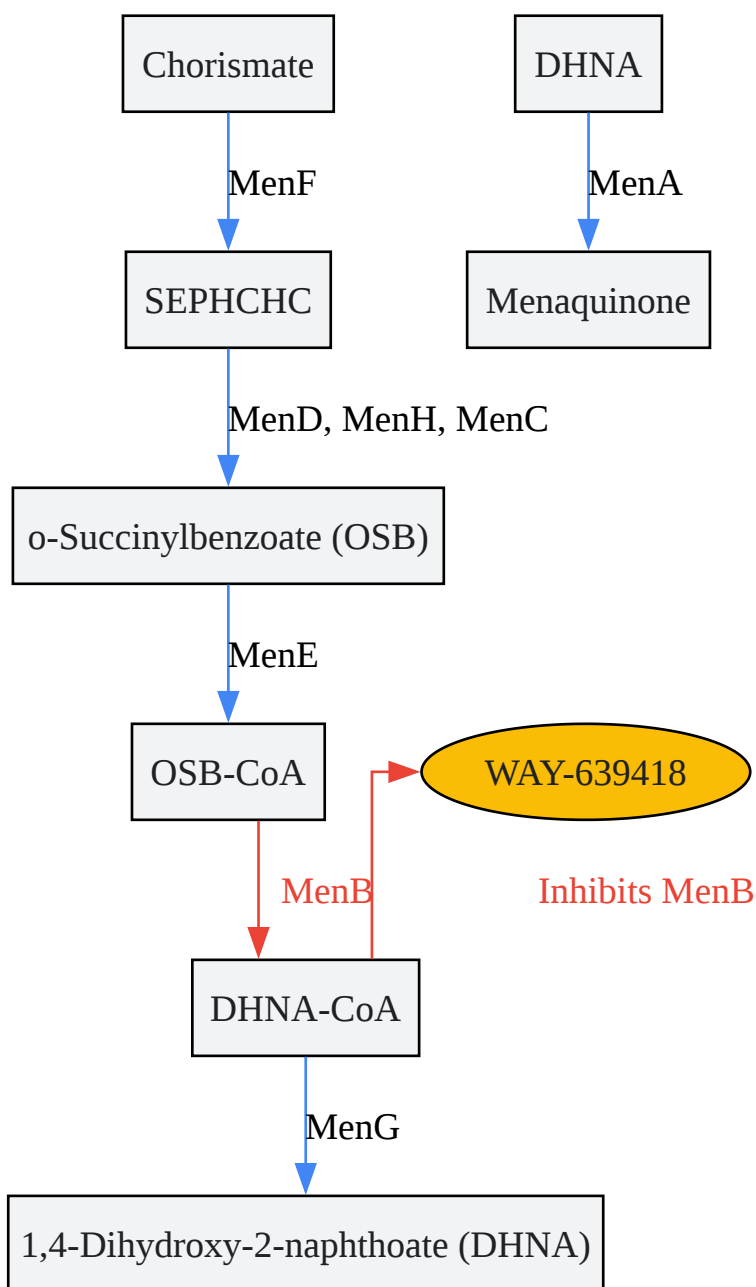 Chorismate
DHNA
MenF
MenA
SEPHCHC
Menaquinone
MenD, MenH, MenC
o-Succinylbenzoate (OSB)
MenE
OSB-CoA
WAY-639418
MenB
Inhibits MenB
DHNA-CoA
MenG
1,4-Dihydroxy-2-naphthoate (DHNA)